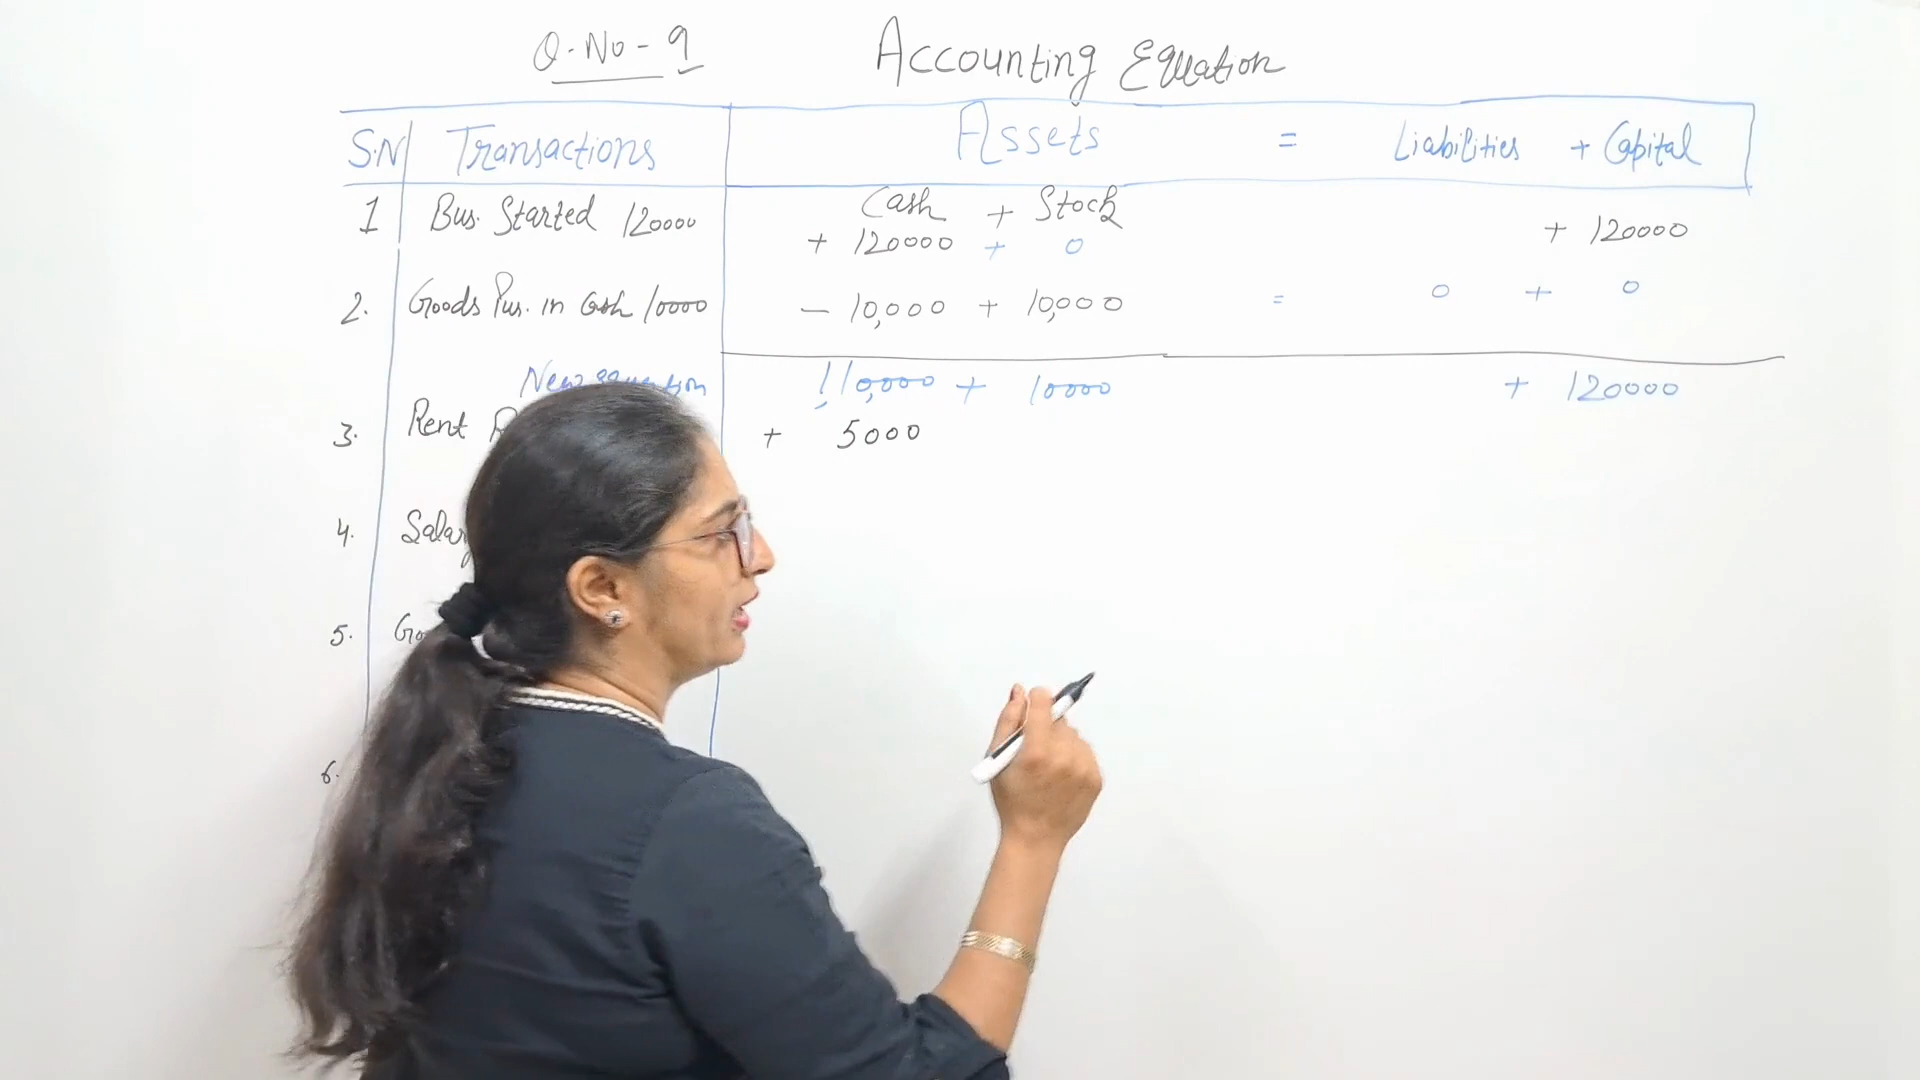 Q.No-9 Accounting Equation
S.N Transactions Assets = Liabilities + Capital
1 Bus. Started 120000 Cash + Stock
+ 120000 + 0 + 120000
2. Goods Pur. in Cash 10000 - 10,000 + 10,000 = 0 + 0
New equation 110,000 + 10000 + 120000
3. Rent + 5000
4.
5.
6.